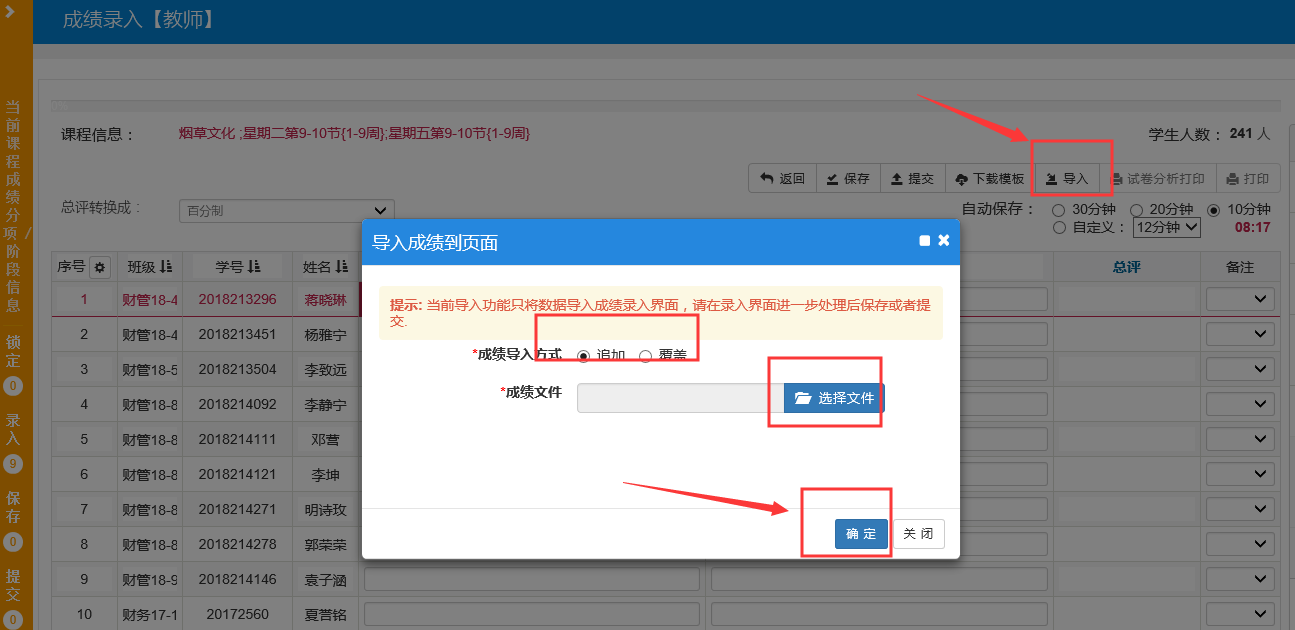 成绩录入【教师】
课程信息： 烟草文化 ;星期二第9-10节{1-9周};星期五第9-10节{1-9周} 学生人数： 241 人
返回 保存 提交 下载模板 导入 试卷分析打印 打印
总评转换成： 百分制 自动保存： 30分钟 20分钟 10分钟
自定义： 12分钟 08:17
序号 班级 学号 姓名 总评 备注
1 财管18-4 2018213296 蒋晓琳
2 财管18-4 2018213451 杨雅宁
3 财管18-5 2018213504 李致远
4 财管18-8 2018214092 李静宁
5 财管18-8 2018214111 邓营
6 财管18-8 2018214121 李坤
7 财管18-8 2018214271 明诗玫
8 财管18-8 2018214278 郭荣荣
9 财管18-9 2018214146 袁子涵
10 财务17-1 20172560 夏誉铭
导入成绩到页面
提示: 当前导入功能只将数据导入成绩录入界面，请在录入界面进一步处理后保存或者提
交.
*成绩导入方式 追加 覆盖
*成绩文件 选择文件
确 定 关 闭
当前课程成绩分项/阶段信息
锁定 0
录入 9
保存 0
提交 0